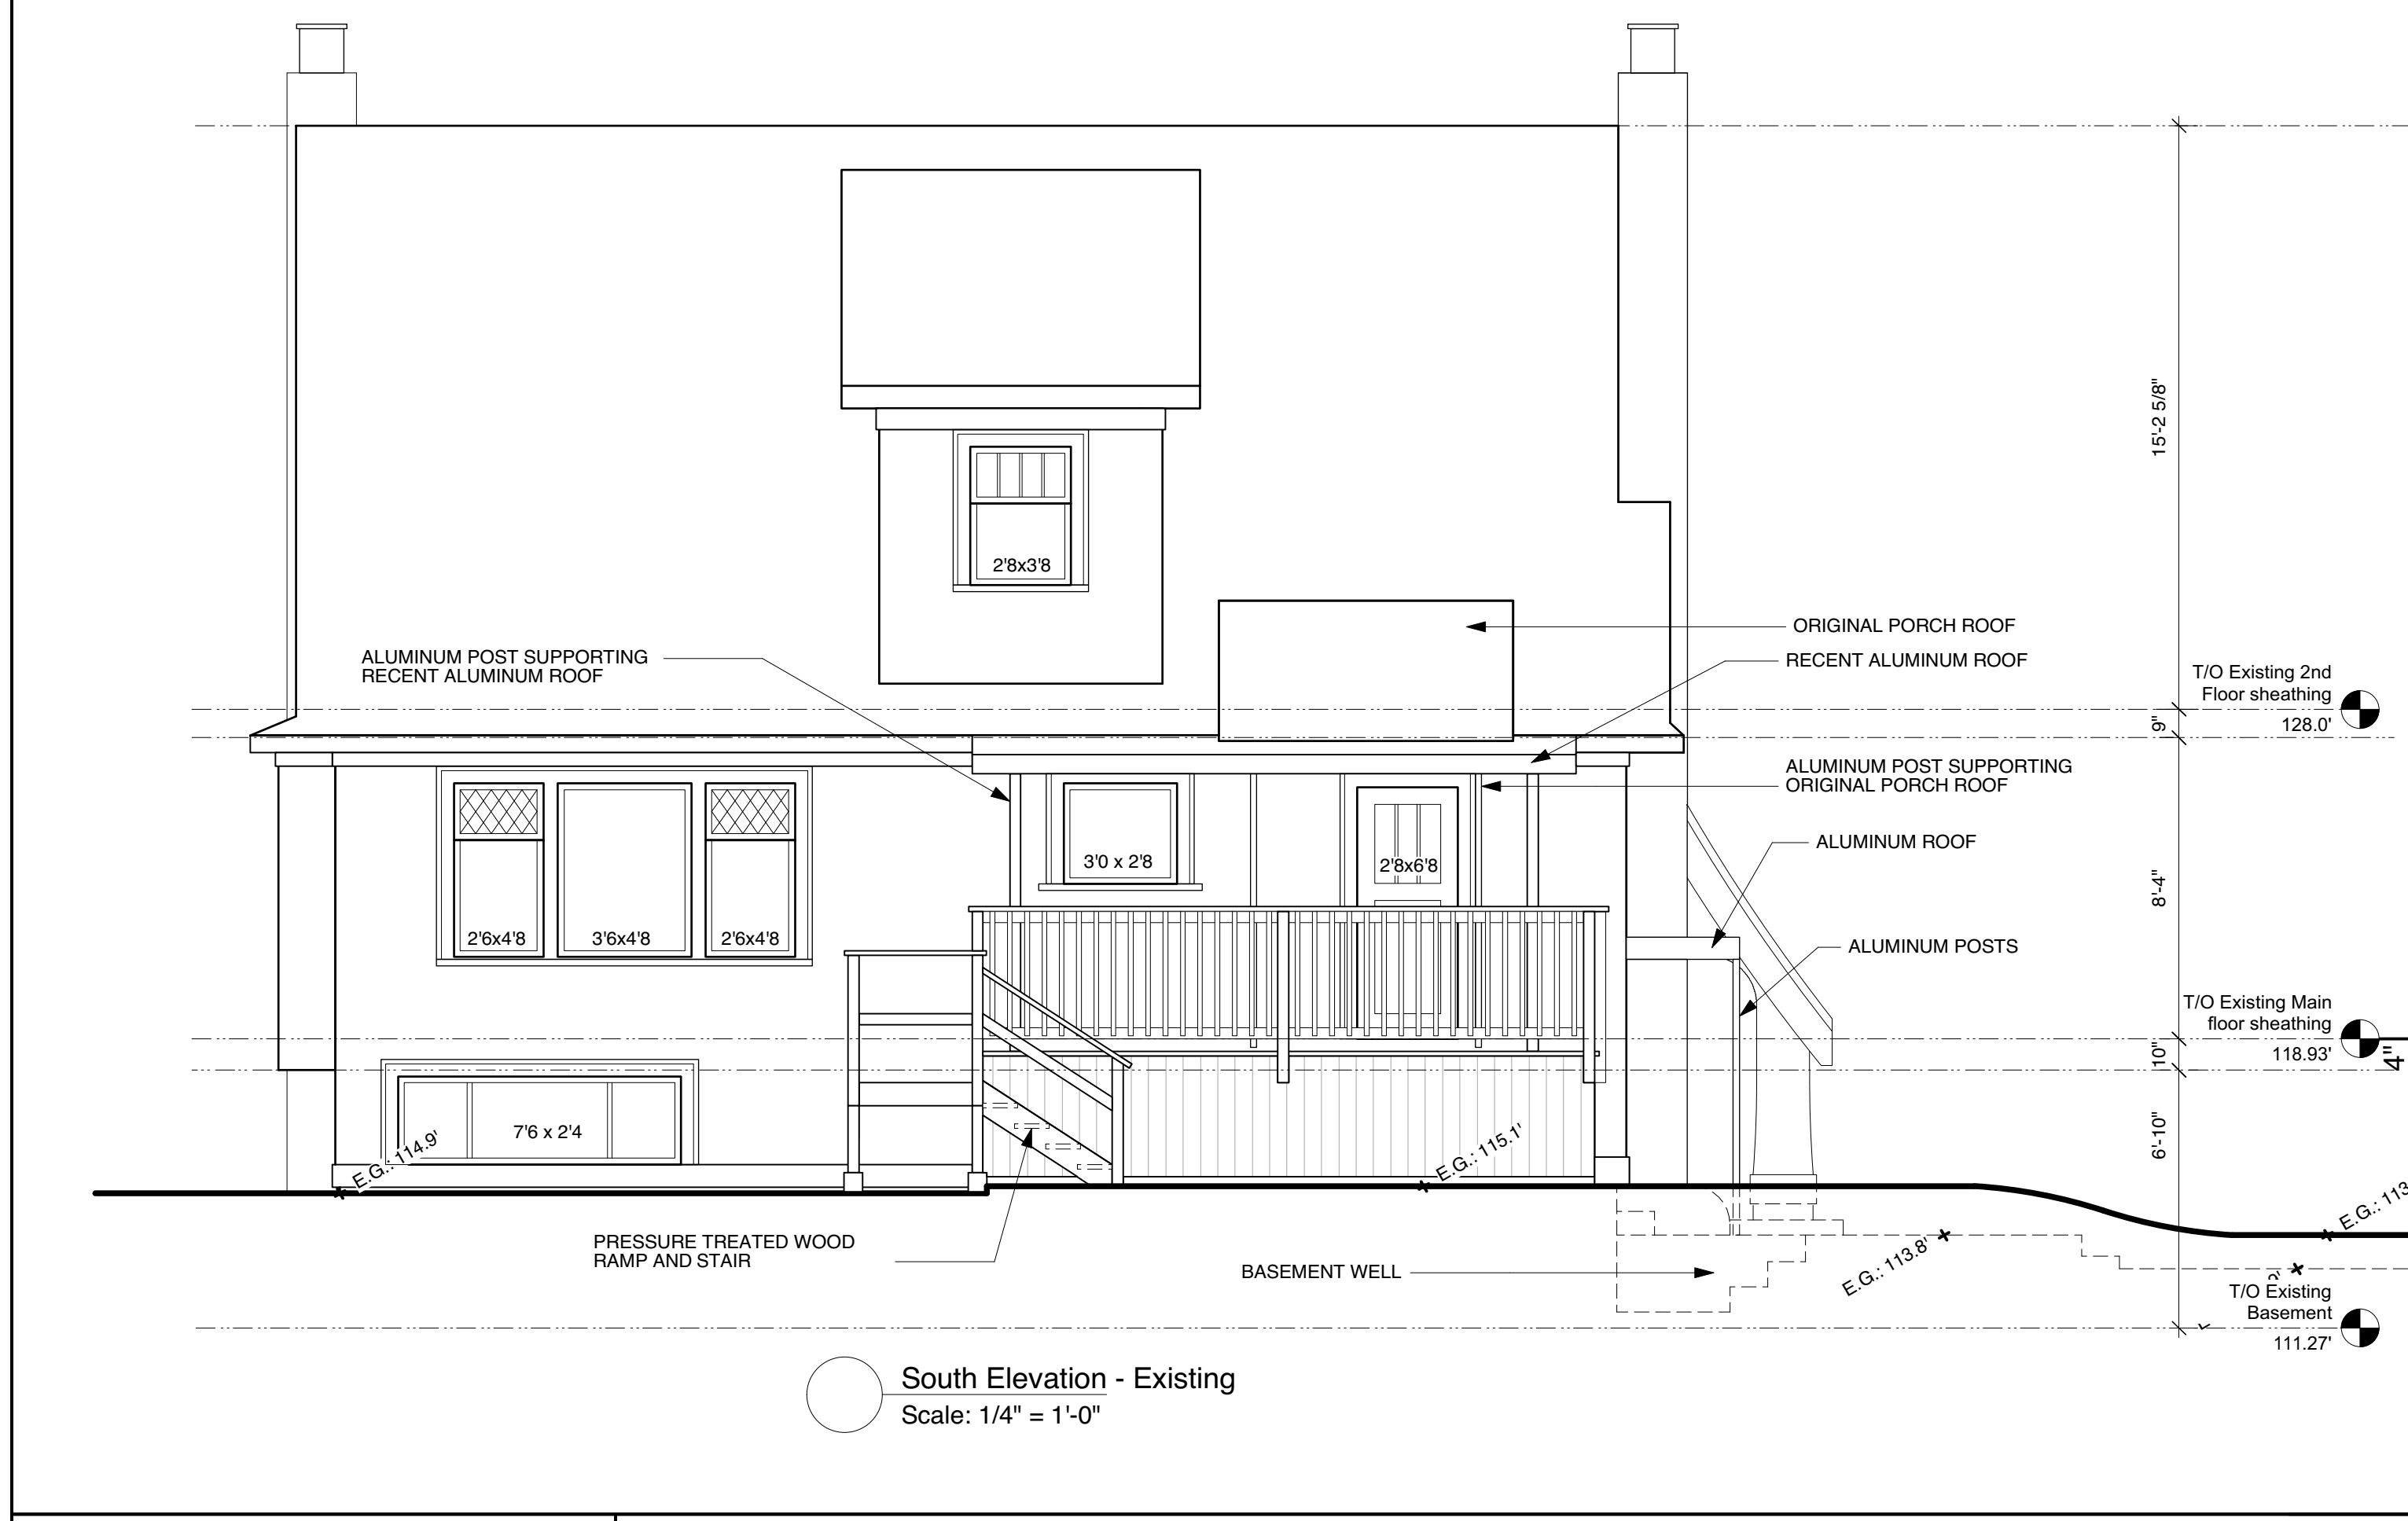 15'-2 5/8"
2'8x3'8
ORIGINAL PORCH ROOF
ALUMINUM POST SUPPORTING
RECENT ALUMINUM ROOF
RECENT ALUMINUM ROOF
T/O Existing 2nd
Floor sheathing
128.0'
9"
ALUMINUM POST SUPPORTING
ORIGINAL PORCH ROOF
ALUMINUM ROOF
3'0 x 2'8
2'8x6'8
8'-4"
2'6x4'8
3'6x4'8
2'6x4'8
ALUMINUM POSTS
T/O Existing Main
floor sheathing
118.93'
10"
4"
7'6 x 2'4
E.G.: 114.9'
E.G.: 115.1'
6'-10"
E.G.: 113
PRESSURE TREATED WOOD
RAMP AND STAIR
BASEMENT WELL
E.G.: 113.8'
T/O Existing
Basement
111.27'
South Elevation - Existing
Scale: 1/4" = 1'-0"